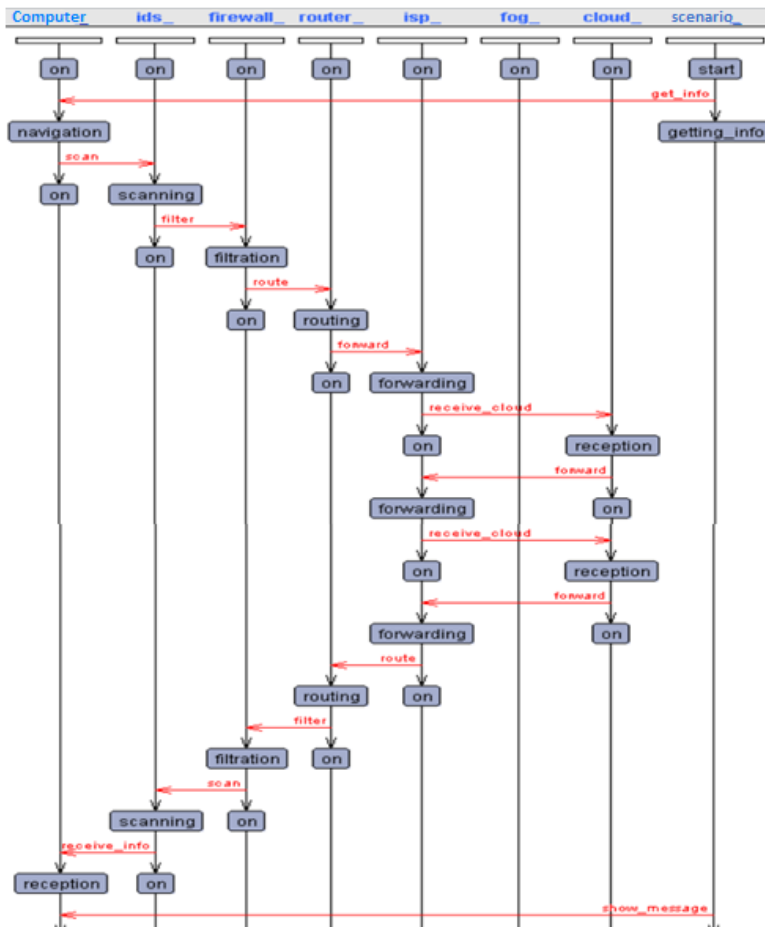 Computer_ ids_ firewall_ router_ isp_ fog_ cloud_ scenario_
on on on on on on on start
get_info
navigation getting_info
scan
on scanning
filter
on filtration
route
on routing
forward
on forwarding
receive_cloud
on reception
forward
forwarding on
receive_cloud
on reception
forward
forwarding on
route
routing on
filter
filtration on
scan
scanning on
receive_info
reception on
show_message